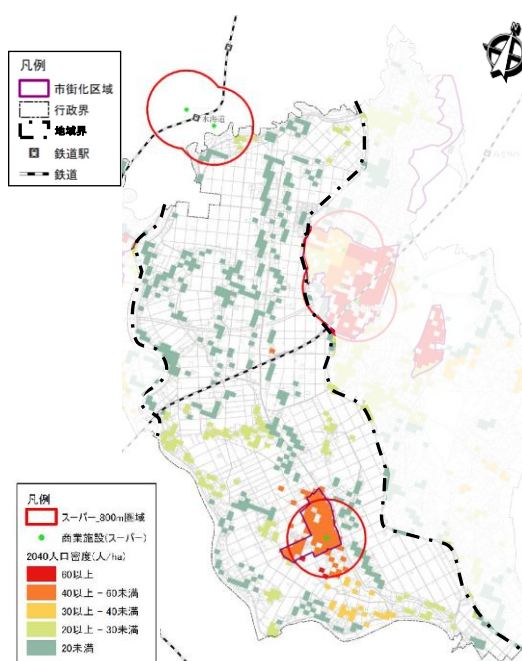 凡例
市街化区域
行政界
地域界
鉄道駅
鉄道
水海道
凡例
スーパー_800m圏域
商業施設(スーパー)
2040人口密度(人/ha)
60以上
40以上 - 60未満
30以上 - 40未満
20以上 - 30未満
20未満